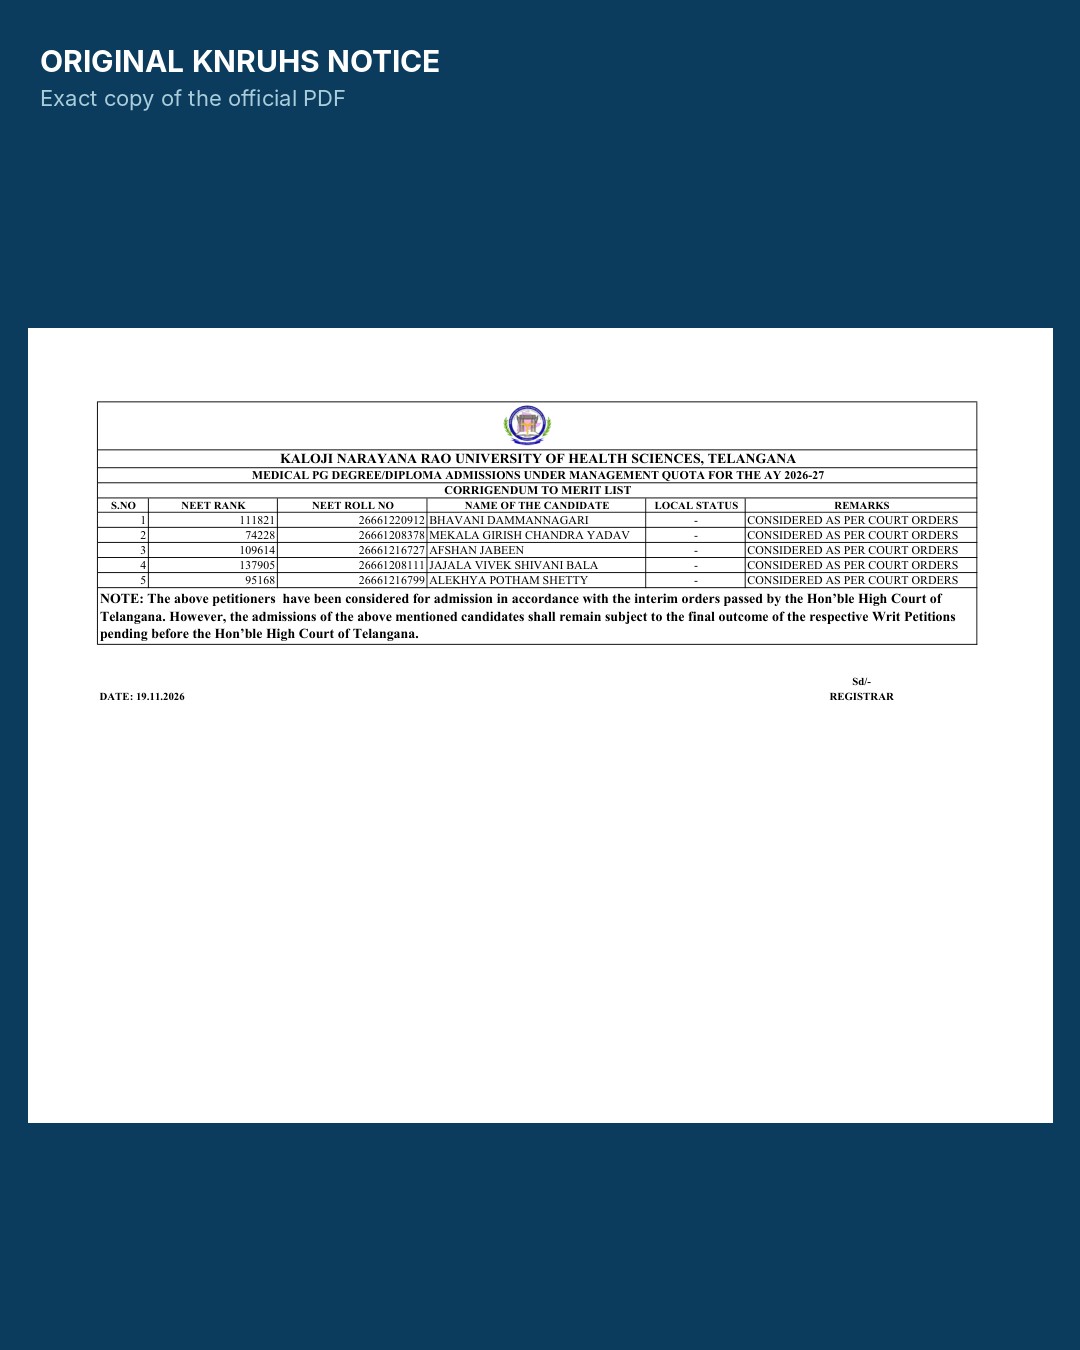 ORIGINAL KNRUHS NOTICE
Exact copy of the official PDF
KALOJI NARAYANA RAO UNIVERSITY OF HEALTH SCIENCES, TELANGANA
MEDICAL PG DEGREE/DIPLOMA ADMISSIONS UNDER MANAGEMENT QUOTA FOR THE AY 2026-27
CORRIGENDUM TO MERIT LIST
S.NO NEET RANK NEET ROLL NO NAME OF THE CANDIDATE LOCAL STATUS REMARKS
1 111821 26661220912 BHAVANI DAMMANNAGARI - CONSIDERED AS PER COURT ORDERS
2 74228 26661208378 MEKALA GIRISH CHANDRA YADAV - CONSIDERED AS PER COURT ORDERS
3 109614 26661216727 AFSHAN JABEEN - CONSIDERED AS PER COURT ORDERS
4 137905 26661208111 JAJALA VIVEK SHIVANI BALA - CONSIDERED AS PER COURT ORDERS
5 95168 26661216799 ALEKHYA POTHAM SHETTY - CONSIDERED AS PER COURT ORDERS
NOTE: The above petitioners  have been considered for admission in accordance with the interim orders passed by the Hon’ble High Court of
Telangana. However, the admissions of the above mentioned candidates shall remain subject to the final outcome of the respective Writ Petitions
pending before the Hon’ble High Court of Telangana.
Sd/-
DATE: 19.11.2026 REGISTRAR